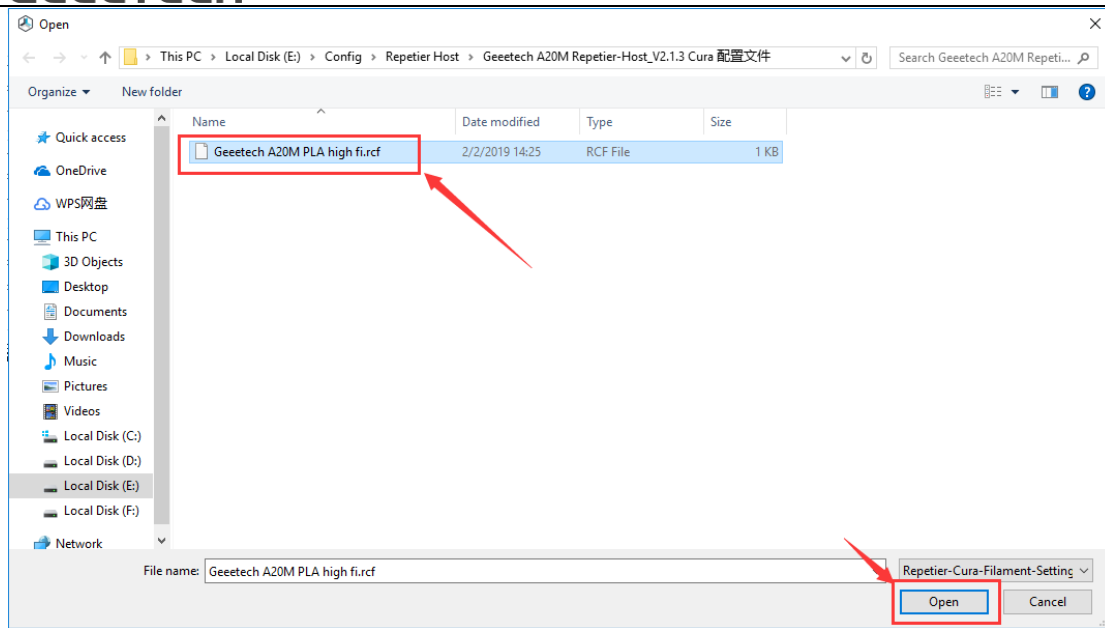 Open
This PC > Local Disk (E:) > Config > Repetier Host > Geeetech A20M Repetier-Host_V2.1.3 Cura 配置文件
Search Geeetech A20M Repeti...
Organize
New folder
Name Date modified Type Size
Geeetech A20M PLA high fi.rcf 2/2/2019 14:25 RCF File 1 KB
Quick access
OneDrive
WPS网盘
This PC
3D Objects
Desktop
Documents
Downloads
Music
Pictures
Videos
Local Disk (C:)
Local Disk (D:)
Local Disk (E:)
Local Disk (F:)
Network
File name: Geeetech A20M PLA high fi.rcf
Repetier-Cura-Filament-Setting
Open Cancel